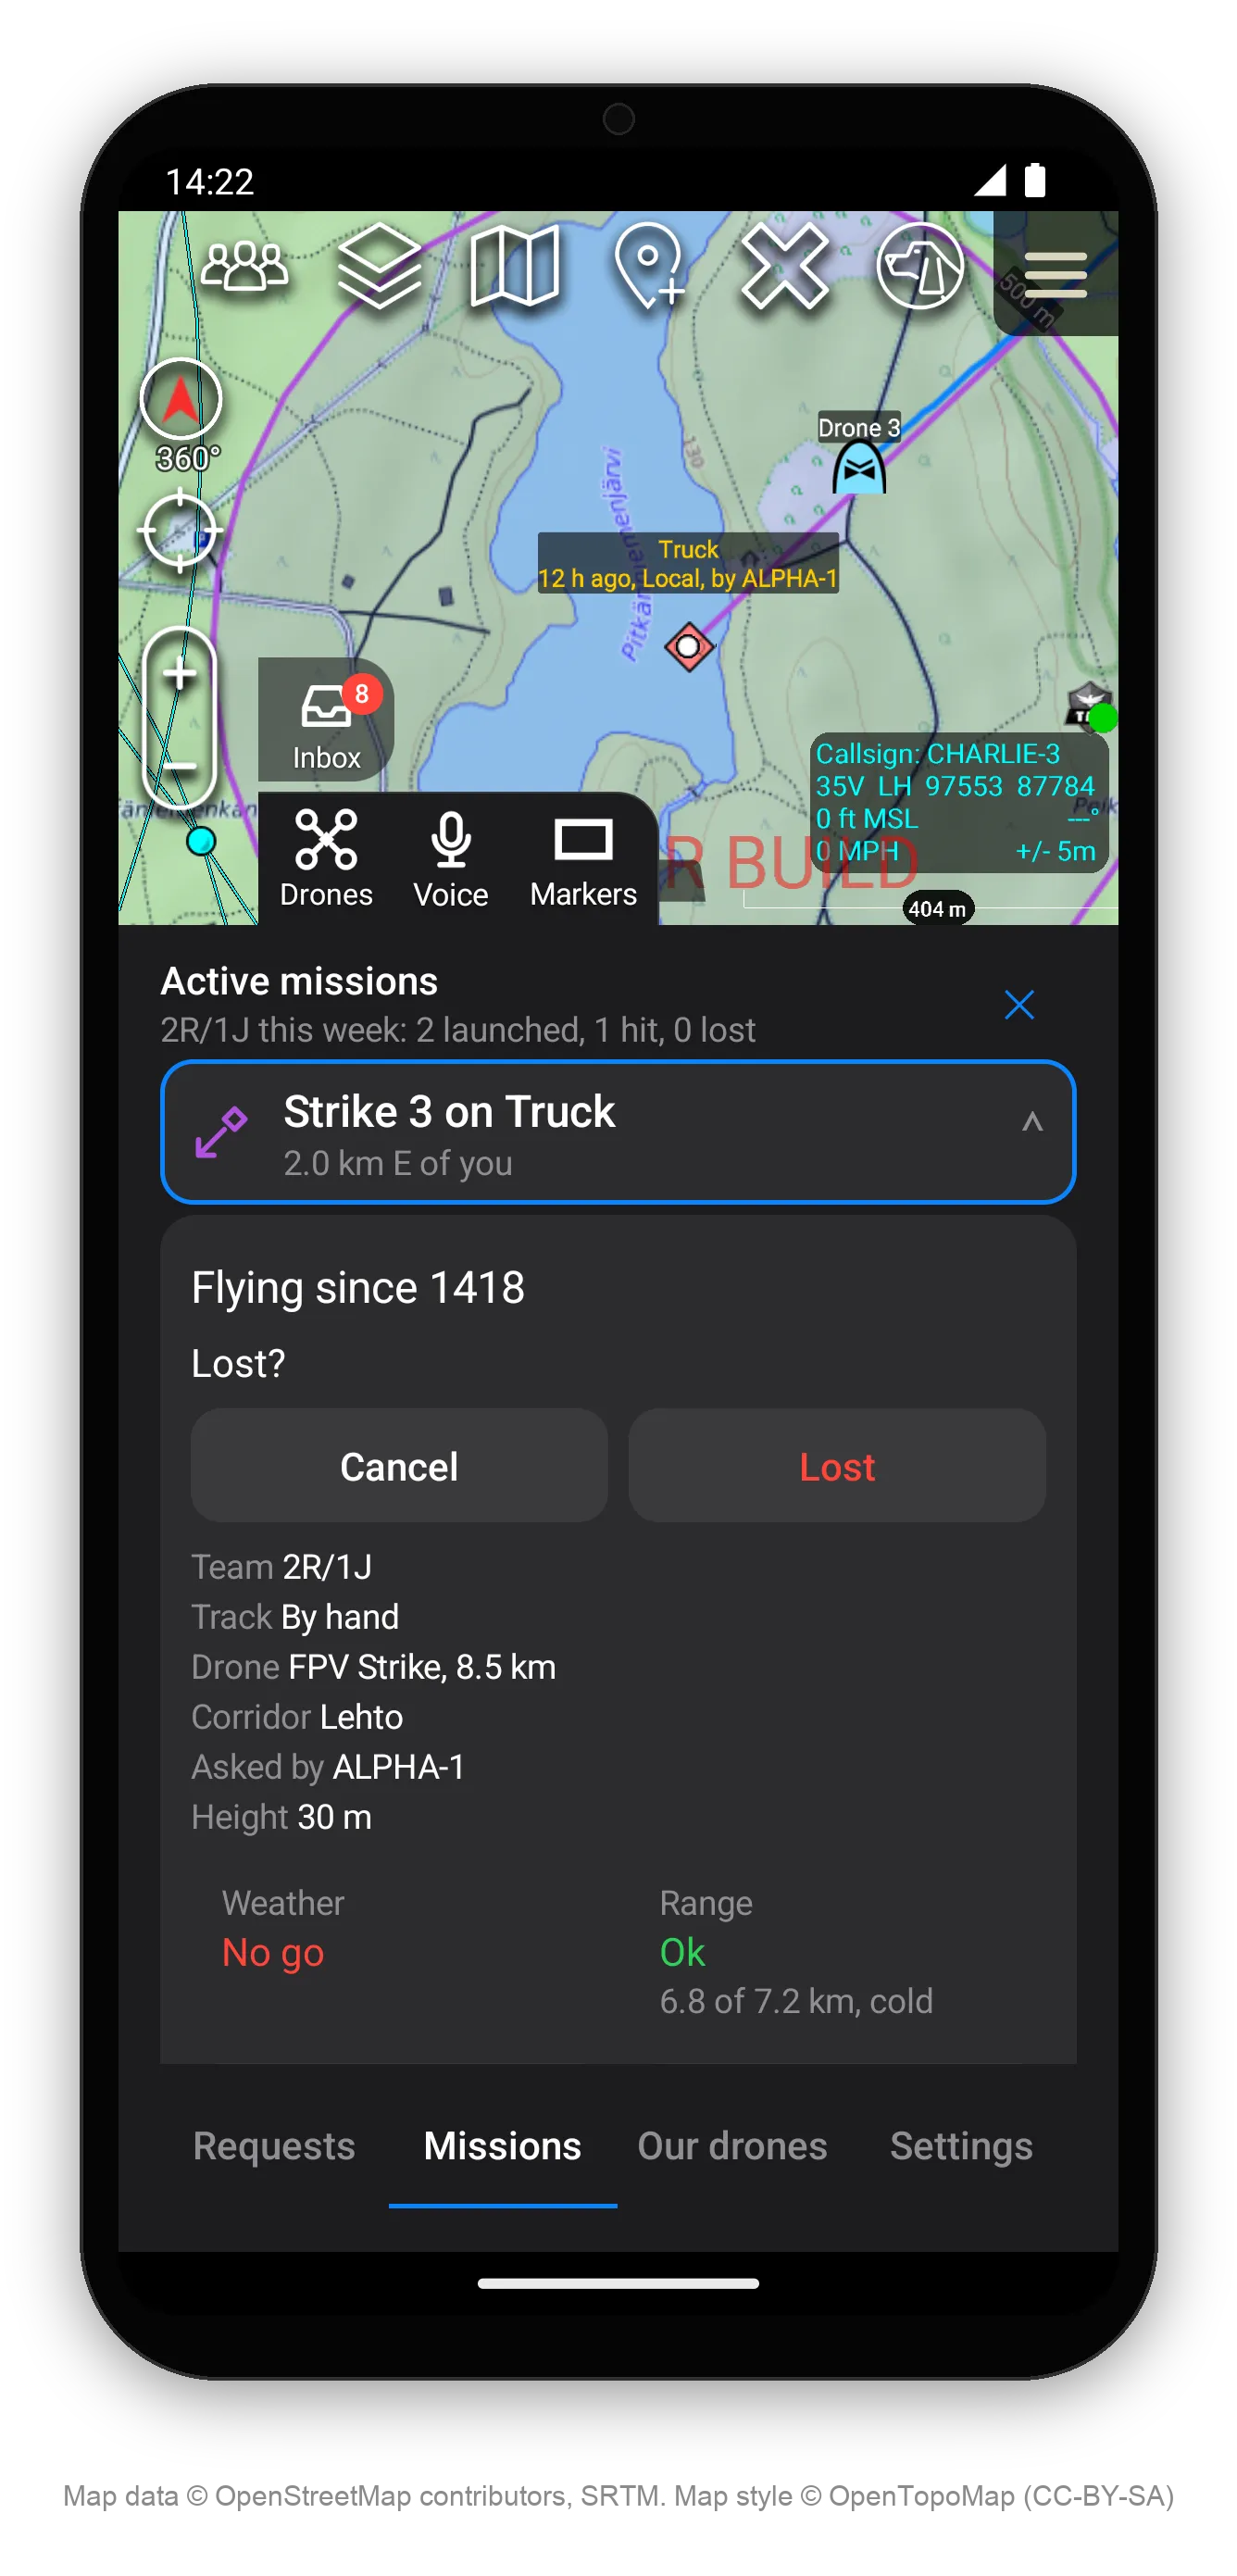 14:22
500 m
360°
Drone 3
130
Truck
12 h ago, Local, by ALPHA-1
8
Inbox
Callsign: CHARLIE-3
35V LH 97553 87784
0 ft MSL
---°
0 MPH
+/- 5m
R BUILD
Drones
Voice
Markers
404 m
Active missions
2R/1J this week: 2 launched, 1 hit, 0 lost
Strike 3 on Truck
2.0 km E of you
Flying since 1418
Lost?
Cancel
Lost
Team 2R/1J
Track By hand
Drone FPV Strike, 8.5 km
Corridor Lehto
Asked by ALPHA-1
Height 30 m
Weather
Range
No go
Ok
6.8 of 7.2 km, cold
Requests
Missions
Our drones
Settings
Map data © OpenStreetMap contributors, SRTM. Map style © OpenTopoMap (CC-BY-SA)